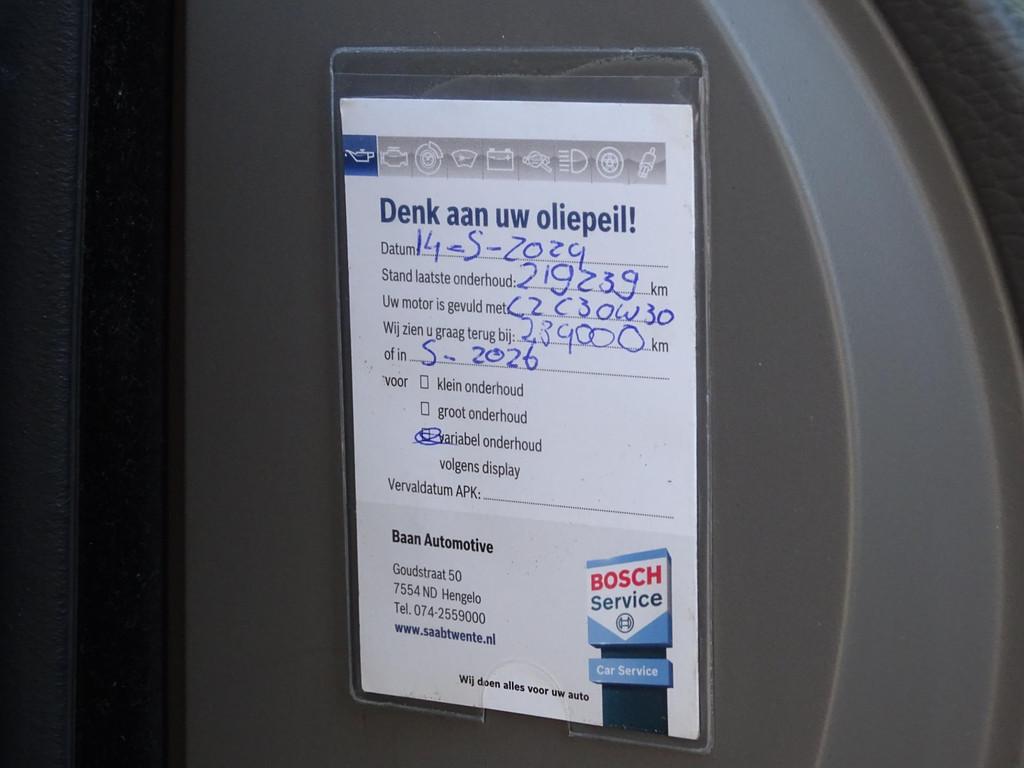 Denk aan uw oliepeil!
Datum 14-5-2024
Stand laatste onderhoud: 219239 km
Uw motor is gevuld met C2 C3 0W30
Wij zien u graag terug bij: 239000 km
of in 5-2026
voor klein onderhoud
groot onderhoud
variabel onderhoud
volgens display
Vervaldatum APK:
Baan Automotive
Goudstraat 50
7554 ND Hengelo
Tel. 074-2559000
www.saabtwente.nl
BOSCH
Service
Car Service
Wij doen alles voor uw auto